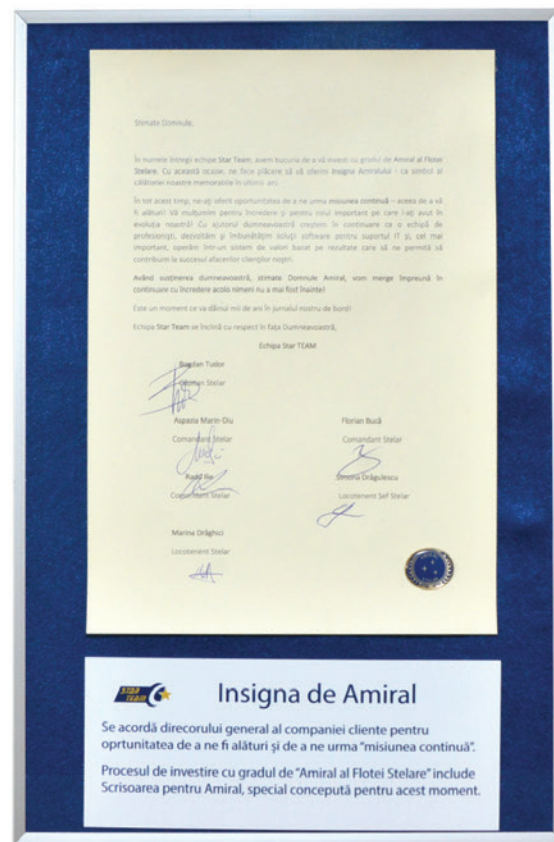 Stimate Domnule,
În numele întregii echipe Star Team, avem bucuria de a vă investi cu gradul de Amiral al Flotei
Stelare. Cu această ocazie, ne face plăcere să vă oferim Insigna Amiralului - ca simbol al
călătoriei noastre memorabile în ultimii ani.
În tot acest timp, ne-ați oferit oportunitatea de a ne urma misiunea continuă – aceea de a vă
fi alături! Vă mulțumim pentru încredere și pentru rolul important pe care l-ați avut în
evoluția noastră! Cu ajutorul dumneavoastră creștem în continuare ca o echipă de
profesioniști, dezvoltăm și îmbunătățim soluții software pentru suportul IT și, cel mai
important, operăm într-un sistem de valori bazat pe rezultate care să ne permită să
contribuim la succesul afacerilor clienților noștri.
Având susținerea dumneavoastră, stimate Domnule Amiral, vom merge împreună în
continuare cu încredere acolo unde nimeni nu a mai fost înainte!
Este un moment ce va dăinui mii de ani în jurnalul nostru de bord!
Echipa Star Team se înclină cu respect în fața Dumneavoastră,
Echipa Star TEAM
Bogdan Tudor
Stelar
Aspazia Marin-Diu Florian Bucă
Comandant Stelar Comandant Stelar
Radu Ilie Simona Drăgulescu
Comandant Stelar Locotenent Șef Stelar
Marina Drăghici
Locotenent Stelar
STAR TEAM
Insigna de Amiral
Se acordă direcorului general al companiei cliente pentru
oprtunitatea de a ne fi alături și de a ne urma "misiunea continuă".
Procesul de investire cu gradul de "Amiral al Flotei Stelare" include
Scrisoarea pentru Amiral, special concepută pentru acest moment.